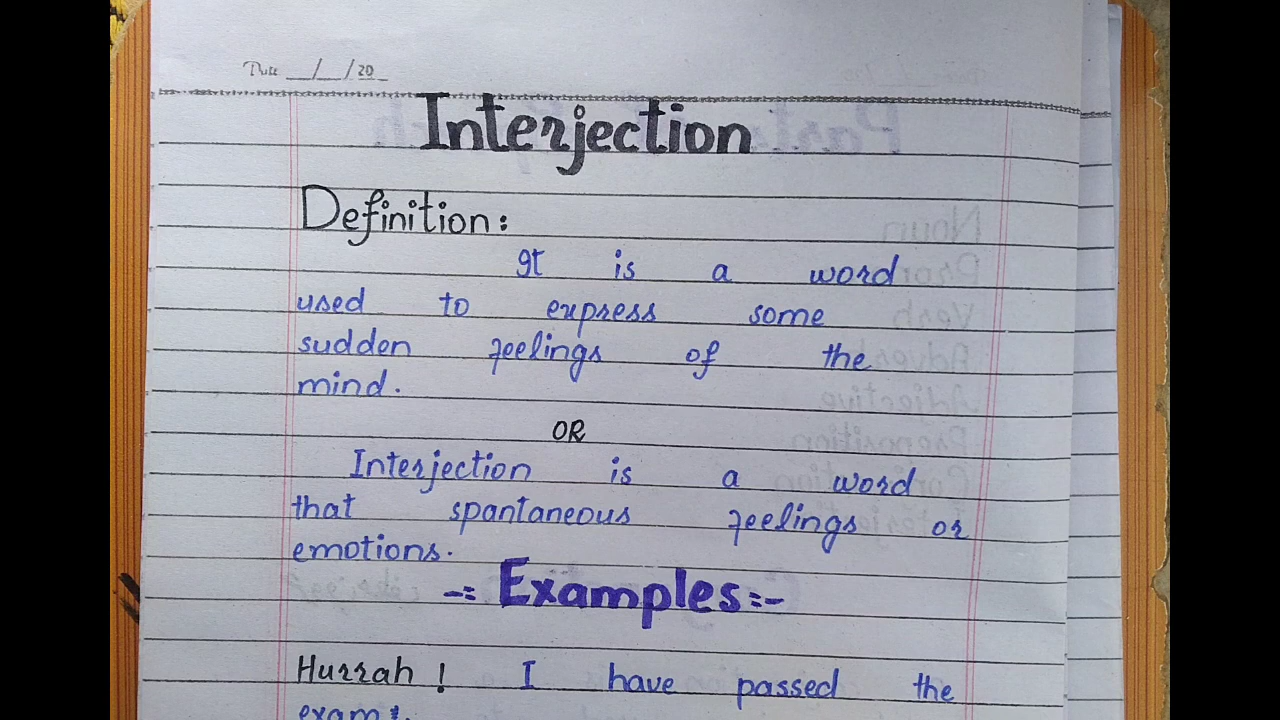 Date __/__/20__
Interjection
Definition:
It is a word
used to express some
sudden feelings of the
mind.
OR
Interjection is a word
that spantaneous feelings or
emotions.
-: Examples:-
Hurrah ! I have passed the
exam